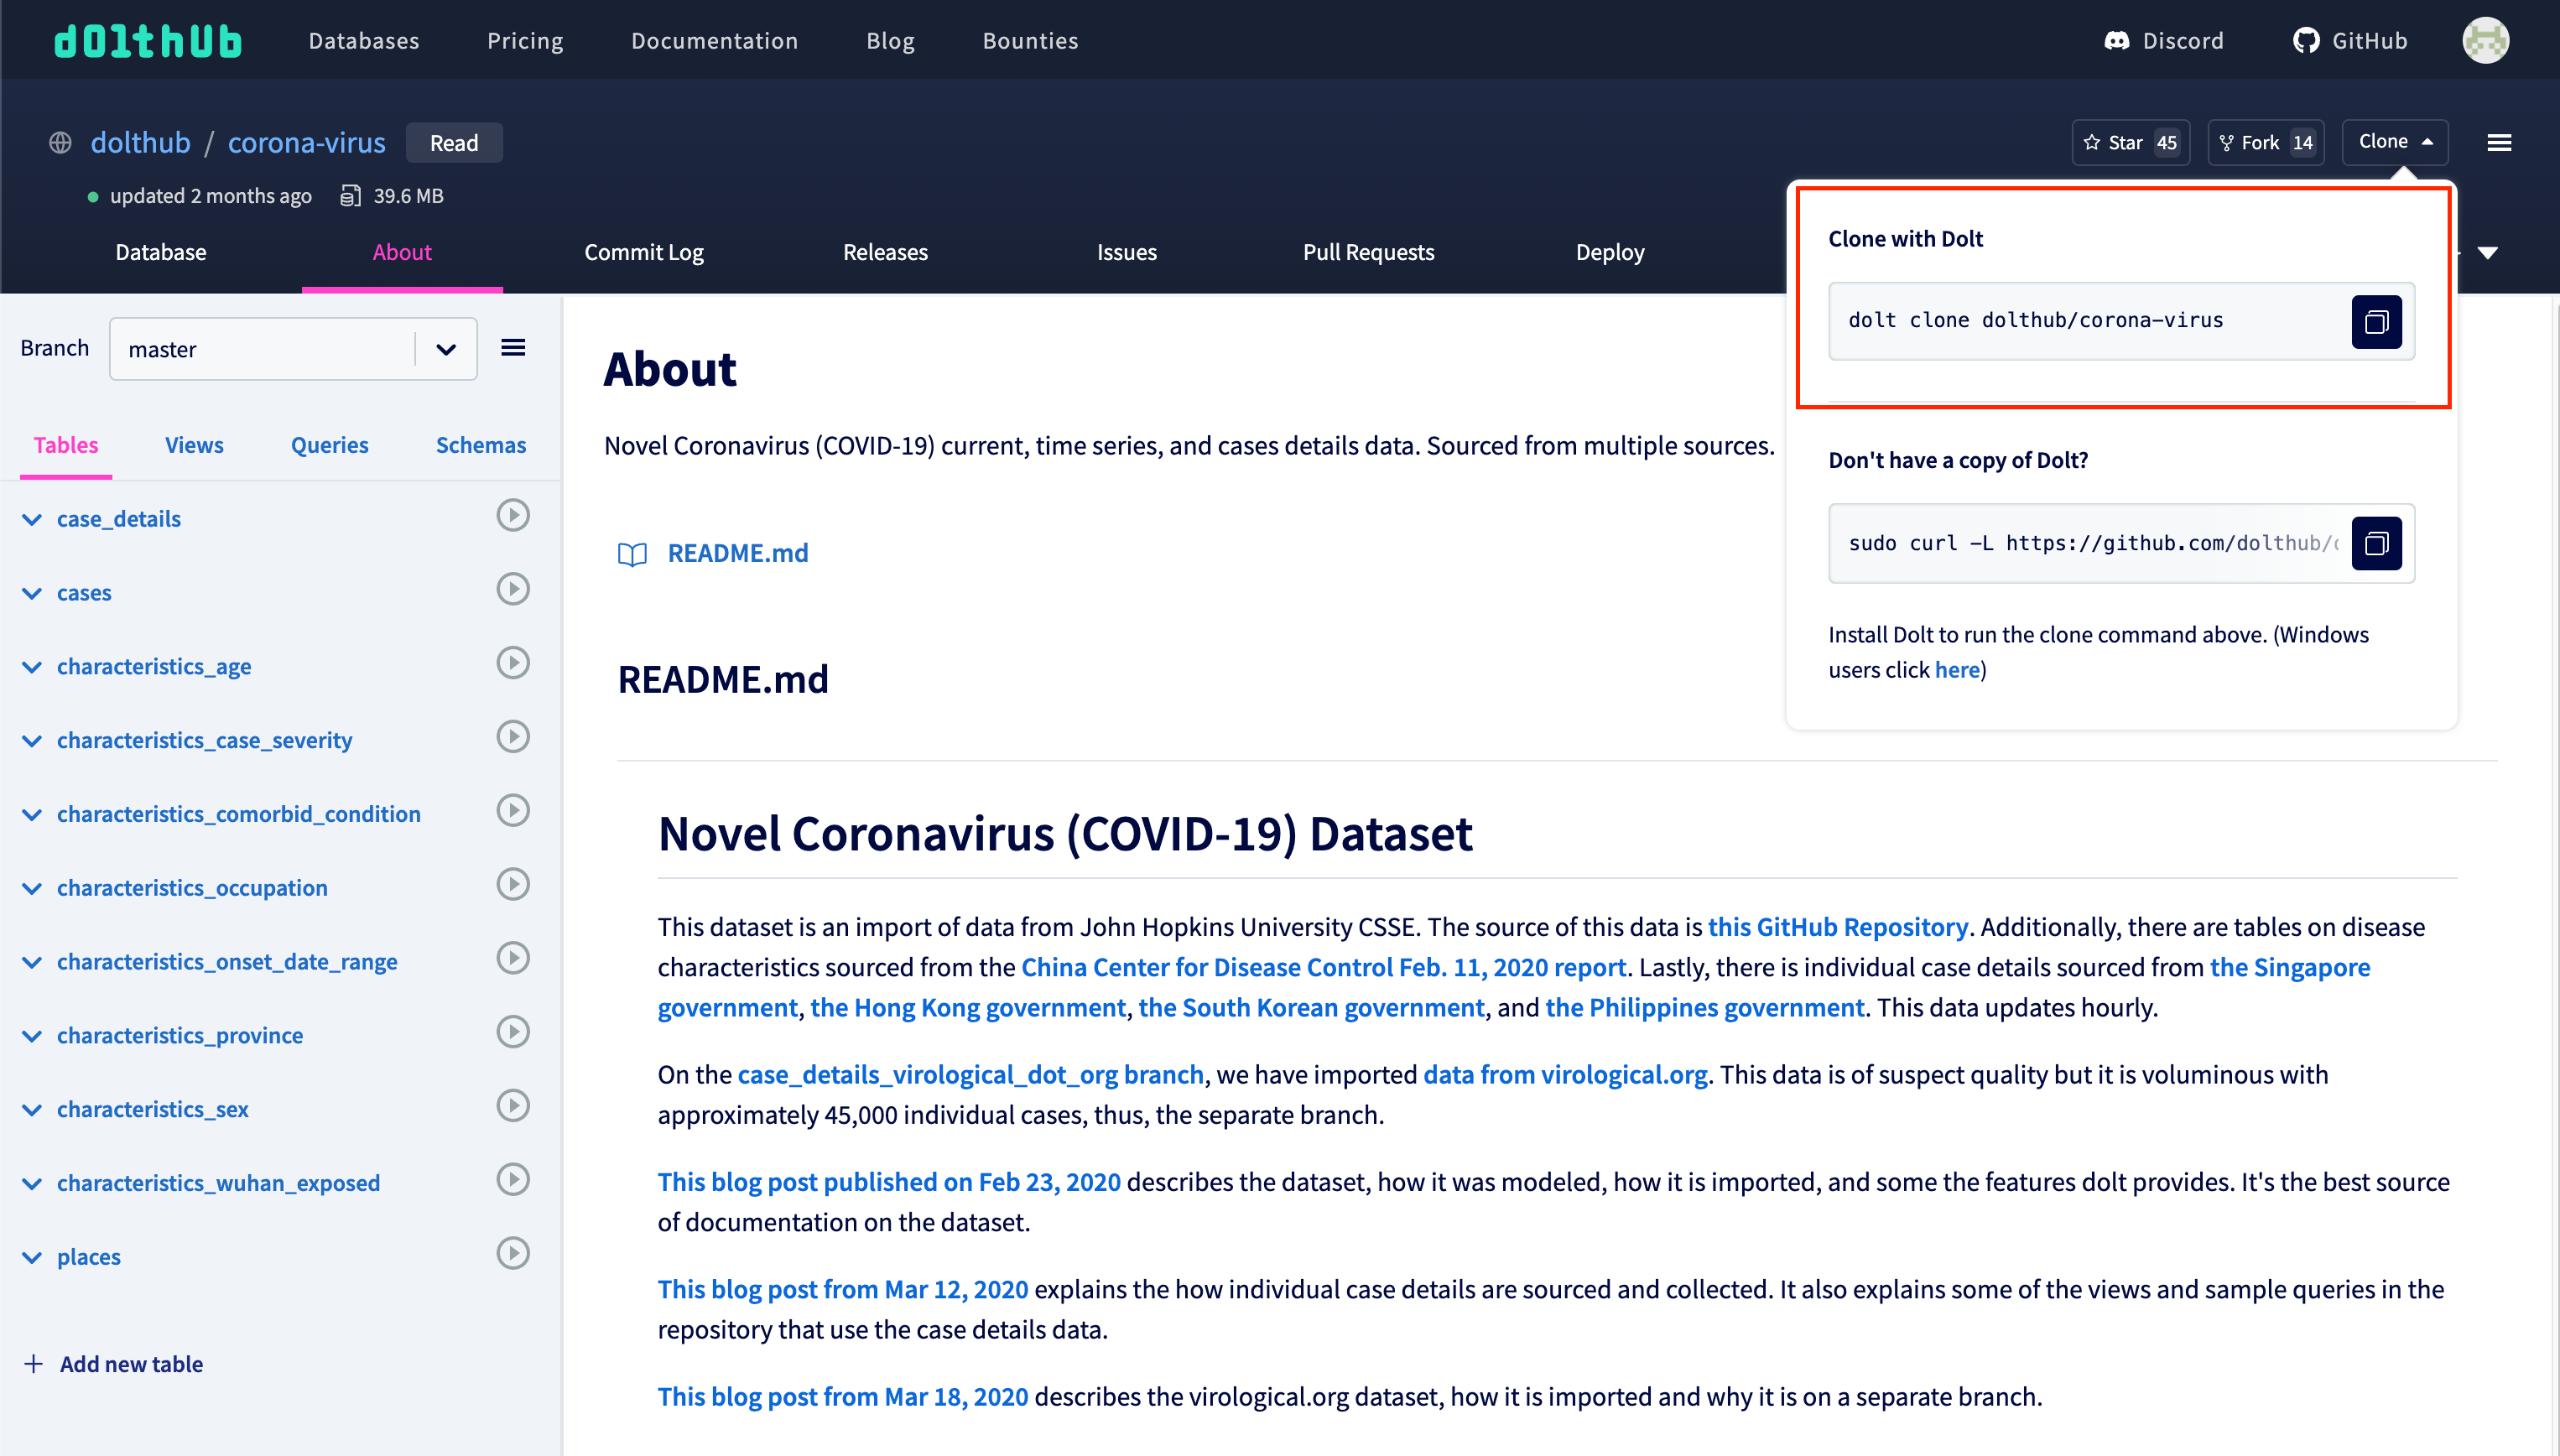 dolthub Databases Pricing Documentation Blog Bounties Discord GitHub
dolthub / corona-virus Read Star 45 Fork 14 Clone
updated 2 months ago 39.6 MB
Database About Commit Log Releases Issues Pull Requests Deploy
Clone with Dolt
dolt clone dolthub/corona-virus
Don't have a copy of Dolt?
sudo curl -L https://github.com/dolthub/
Install Dolt to run the clone command above. (Windows
users click here)
Branch master
Tables Views Queries Schemas
case_details
cases
characteristics_age
characteristics_case_severity
characteristics_comorbid_condition
characteristics_occupation
characteristics_onset_date_range
characteristics_province
characteristics_sex
characteristics_wuhan_exposed
places
+ Add new table
About
Novel Coronavirus (COVID-19) current, time series, and cases details data. Sourced from multiple sources.
README.md
README.md
Novel Coronavirus (COVID-19) Dataset
This dataset is an import of data from John Hopkins University CSSE. The source of this data is this GitHub Repository. Additionally, there are tables on disease
characteristics sourced from the China Center for Disease Control Feb. 11, 2020 report. Lastly, there is individual case details sourced from the Singapore
government, the Hong Kong government, the South Korean government, and the Philippines government. This data updates hourly.
On the case_details_virological_dot_org branch, we have imported data from virological.org. This data is of suspect quality but it is voluminous with
approximately 45,000 individual cases, thus, the separate branch.
This blog post published on Feb 23, 2020 describes the dataset, how it was modeled, how it is imported, and some the features dolt provides. It's the best source
of documentation on the dataset.
This blog post from Mar 12, 2020 explains the how individual case details are sourced and collected. It also explains some of the views and sample queries in the
repository that use the case details data.
This blog post from Mar 18, 2020 describes the virological.org dataset, how it is imported and why it is on a separate branch.